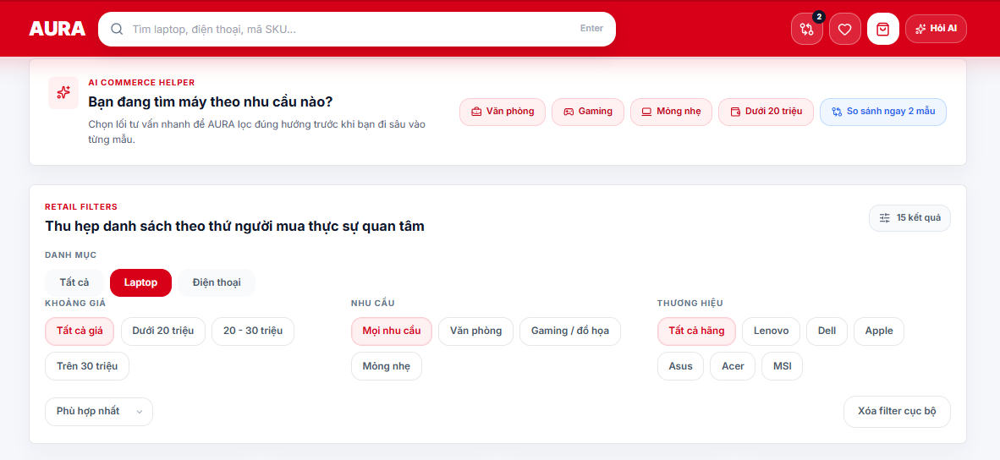 AURA
Tìm laptop, điện thoại, mã SKU...
Enter
2
Hỏi AI
AI COMMERCE HELPER
Bạn đang tìm máy theo nhu cầu nào?
Chọn lối tư vấn nhanh để AURA lọc đúng hướng trước khi bạn đi sâu vào
từng mẫu.
Văn phòng
Gaming
Mỏng nhẹ
Dưới 20 triệu
So sánh ngay 2 mẫu
RETAIL FILTERS
Thu hẹp danh sách theo thứ người mua thực sự quan tâm
15 kết quả
DANH MỤC
Tất cả
Laptop
Điện thoại
KHOẢNG GIÁ
Tất cả giá
Dưới 20 triệu
20 - 30 triệu
Trên 30 triệu
NHU CẦU
Mọi nhu cầu
Văn phòng
Gaming / đồ họa
Mỏng nhẹ
THƯƠNG HIỆU
Tất cả hãng
Lenovo
Dell
Apple
Asus
Acer
MSI
Phù hợp nhất
Xóa filter cục bộ